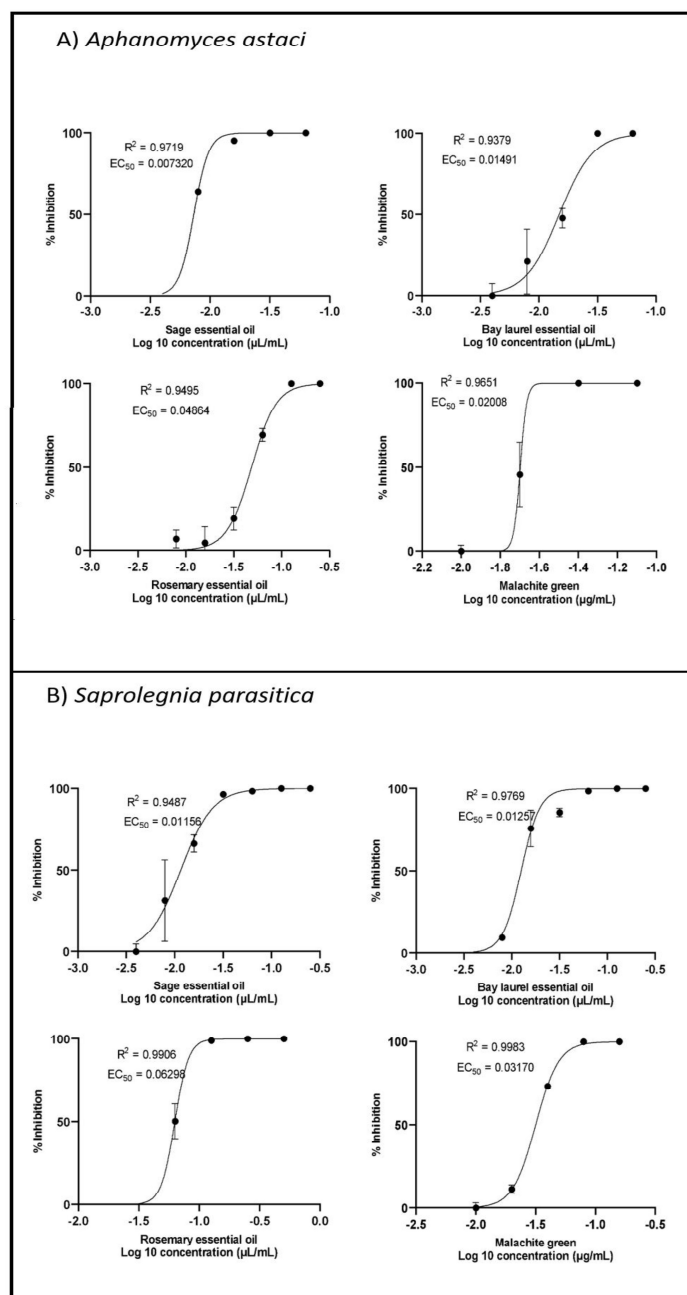 A) Aphanomyces astaci
100
50
0
% Inhibition
R² = 0.9719
EC₅₀ = 0.007320
-3.0 -2.5 -2.0 -1.5 -1.0
Sage essential oil
Log 10 concentration (µL/mL)
100
50
0
% Inhibition
R² = 0.9379
EC₅₀ = 0.01491
-3.0 -2.5 -2.0 -1.5 -1.0
Bay laurel essential oil
Log 10 concentration (µL/mL)
100
50
0
% Inhibition
R² = 0.9495
EC₅₀ = 0.04864
-3.0 -2.5 -2.0 -1.5 -1.0 -0.5
Rosemary essential oil
Log 10 concentration (µL/mL)
100
50
0
% Inhibition
R² = 0.9651
EC₅₀ = 0.02008
-2.2 -2.0 -1.8 -1.6 -1.4 -1.2 -1.0
Malachite green
Log 10 concentration (µg/mL)
B) Saprolegnia parasitica
100
50
0
% Inhibition
R² = 0.9487
EC₅₀ = 0.01156
-3.0 -2.5 -2.0 -1.5 -1.0 -0.5
Sage essential oil
Log 10 concentration (µL/mL)
100
50
0
% Inhibition
R² = 0.9769
EC₅₀ = 0.01257
-3.0 -2.5 -2.0 -1.5 -1.0 -0.5
Bay laurel essential oil
Log 10 concentration (µL/mL)
100
50
0
% Inhibition
R² = 0.9906
EC₅₀ = 0.06298
-2.0 -1.5 -1.0 -0.5 0.0
Rosemary essential oil
Log 10 concentration (µL/mL)
100
50
0
% Inhibition
R² = 0.9983
EC₅₀ = 0.03170
-2.5 -2.0 -1.5 -1.0 -0.5
Malachite green
Log 10 concentration (µg/mL)